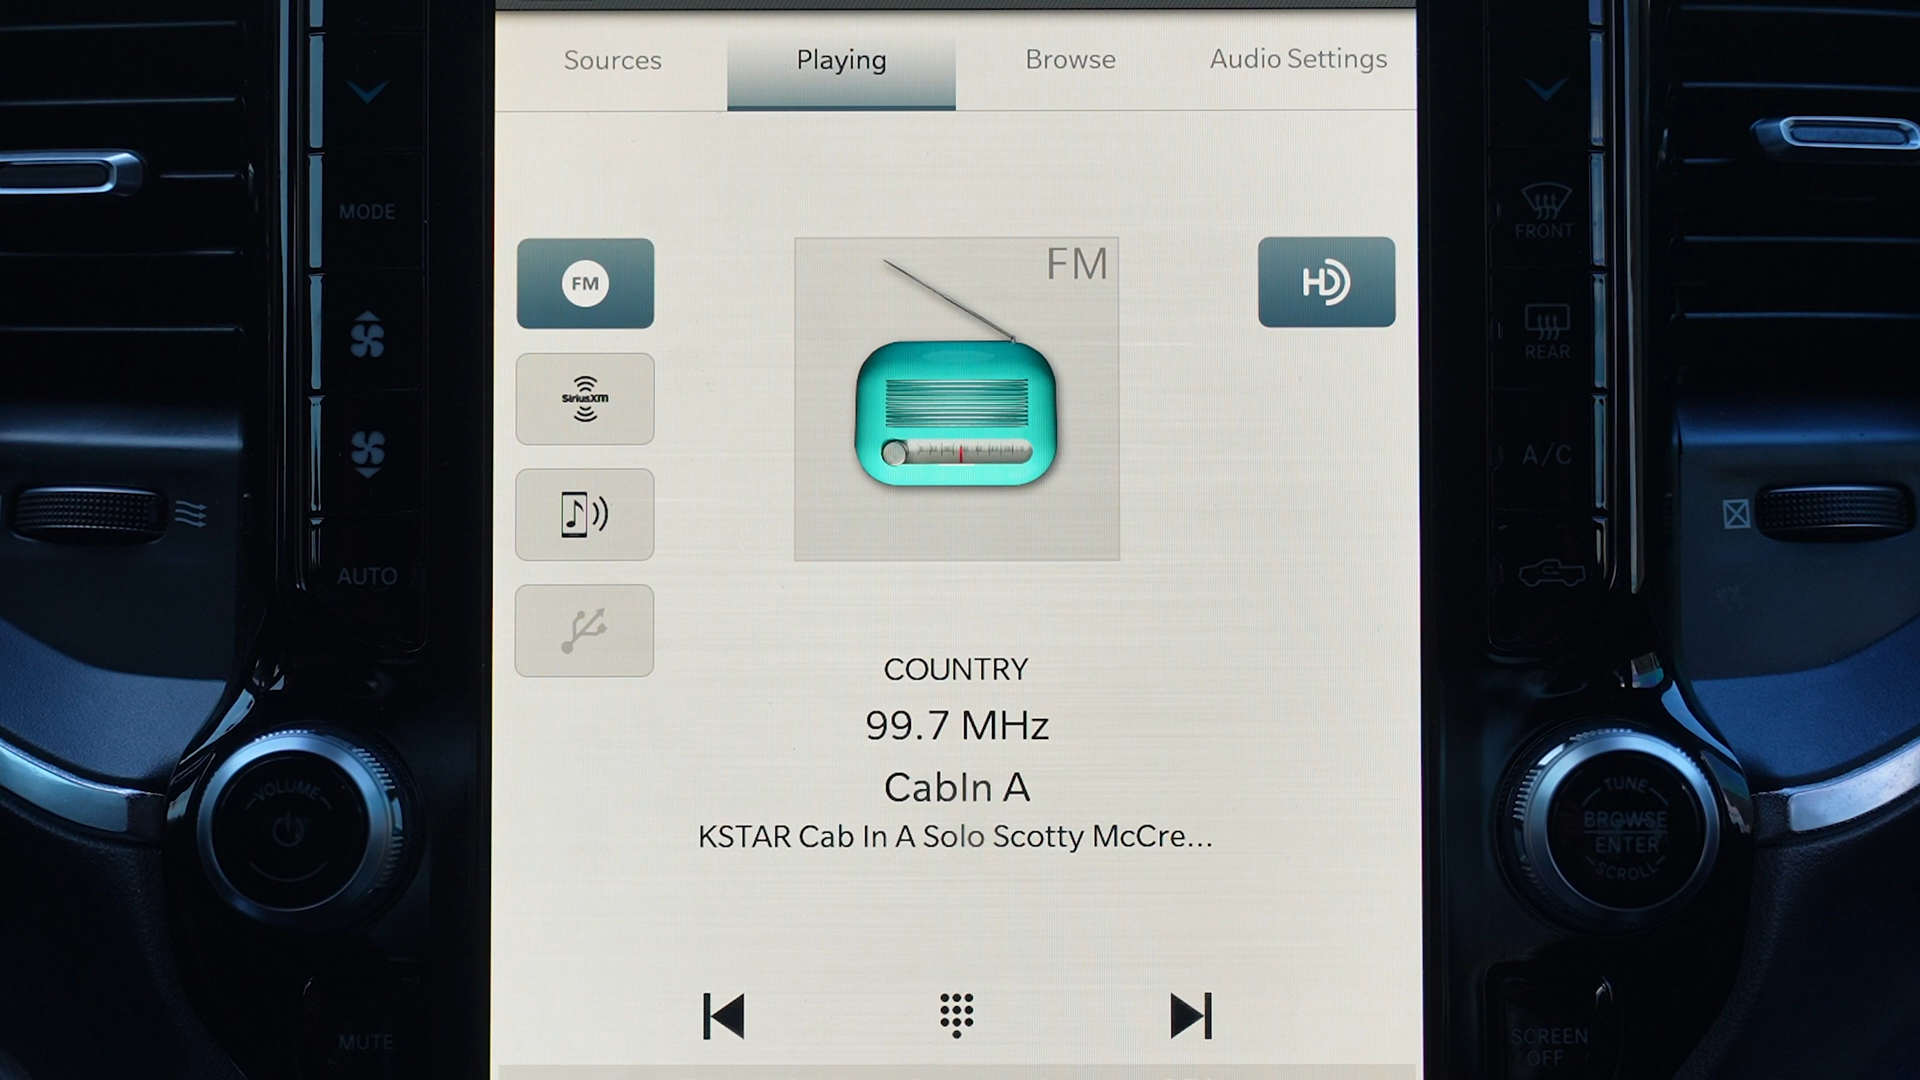 Sources Playing Browse Audio Settings
MODE
FM
SiriusXM
AUTO
FM
HD
COUNTRY
99.7 MHz
CabIn A
KSTAR Cab In A Solo Scotty McCre...
FRONT
REAR
A/C
VOLUME
MUTE
TUNE
BROWSE
ENTER
SCROLL
SCREEN
OFF